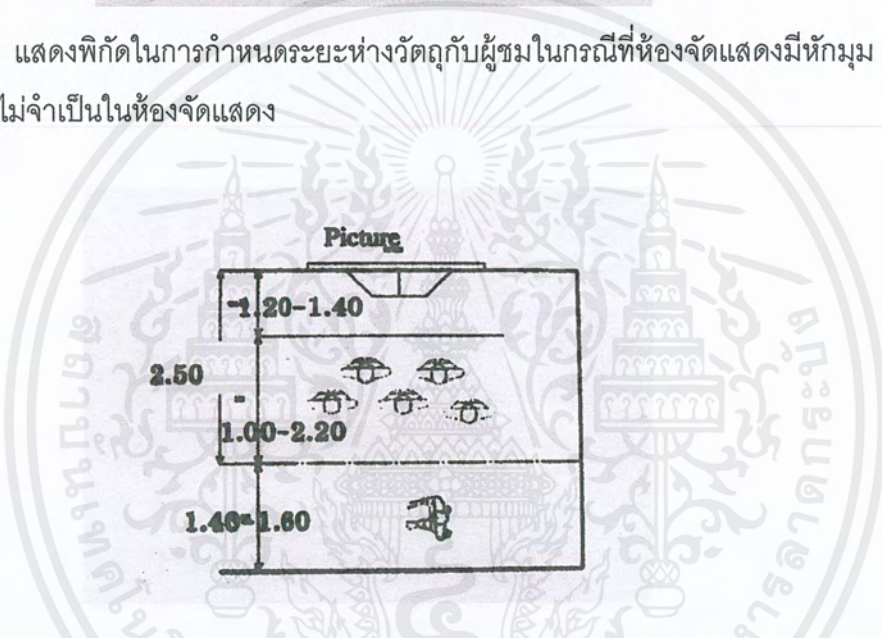 แสดงพิกัดในการกำหนดระยะห่างวัตถุกับผู้ชมในกรณีที่ห้องจัดแสดงมีหักมุม
ไม่จำเป็นในห้องจัดแสดง
Picture
1.20-1.40
2.50
1.00-2.20
1.40-1.60